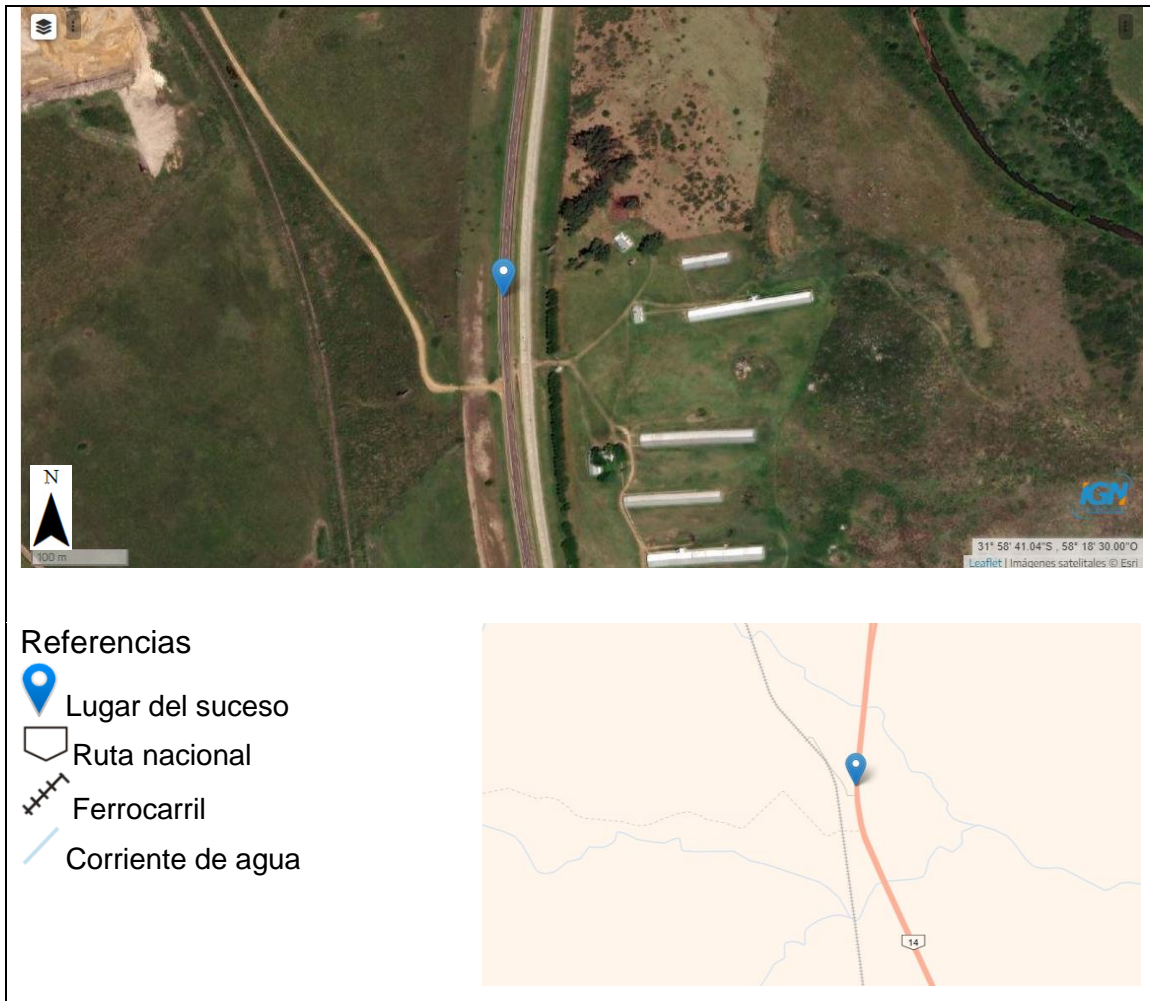 N
100 m
IGN
31° 58' 41.04"S , 58° 18' 30.00"O
Leaflet | Imágenes satelitales © Esri
Referencias
Lugar del suceso
Ruta nacional
Ferrocarril
Corriente de agua
14